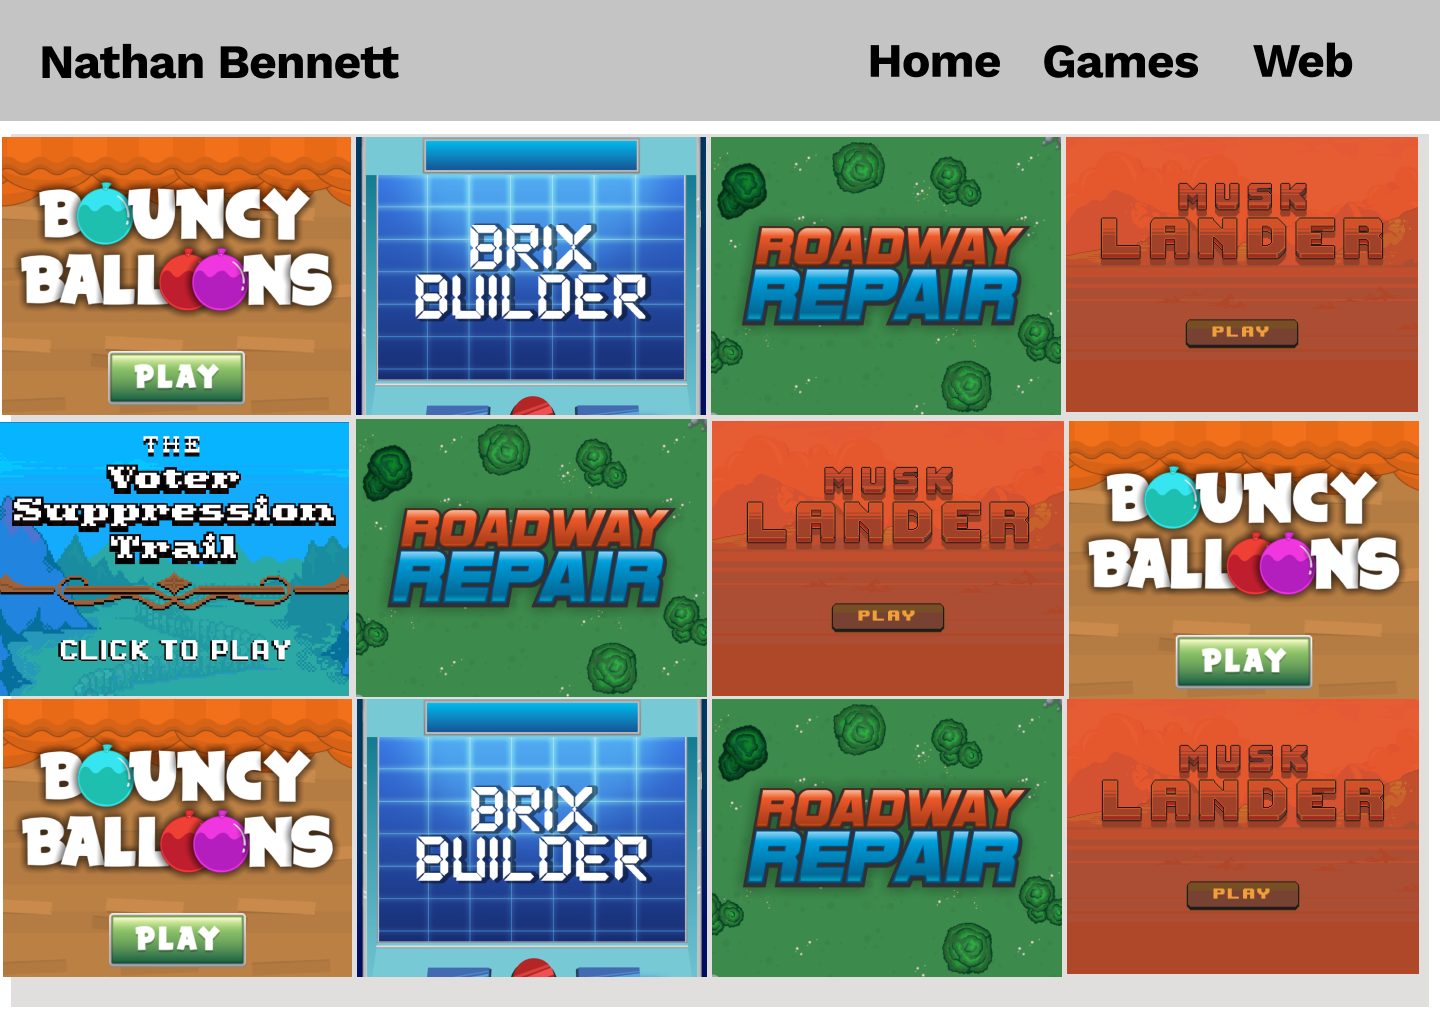 Nathan Bennett
Home Games Web
BOUNCY
BALLOONS
PLAY
BRIX
BUILDER
ROADWAY
REPAIR
MUSK
LANDER
PLAY
THE
Voter
Suppression
Trail
CLICK TO PLAY
ROADWAY
REPAIR
MUSK
LANDER
PLAY
BOUNCY
BALLOONS
PLAY
BOUNCY
BALLOONS
PLAY
BRIX
BUILDER
ROADWAY
REPAIR
MUSK
LANDER
PLAY